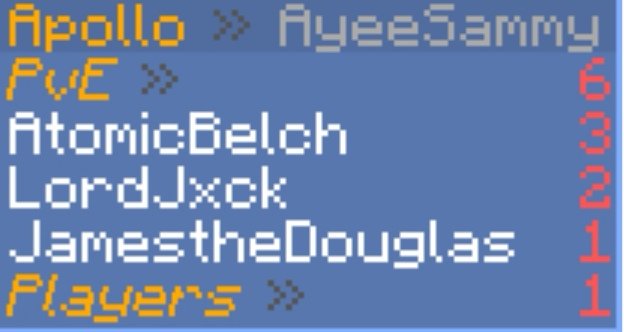 Apollo » AyeeSammy
PvE » 6
AtomicBelch 3
LordJxck 2
JamestheDouglas 1
Players » 1